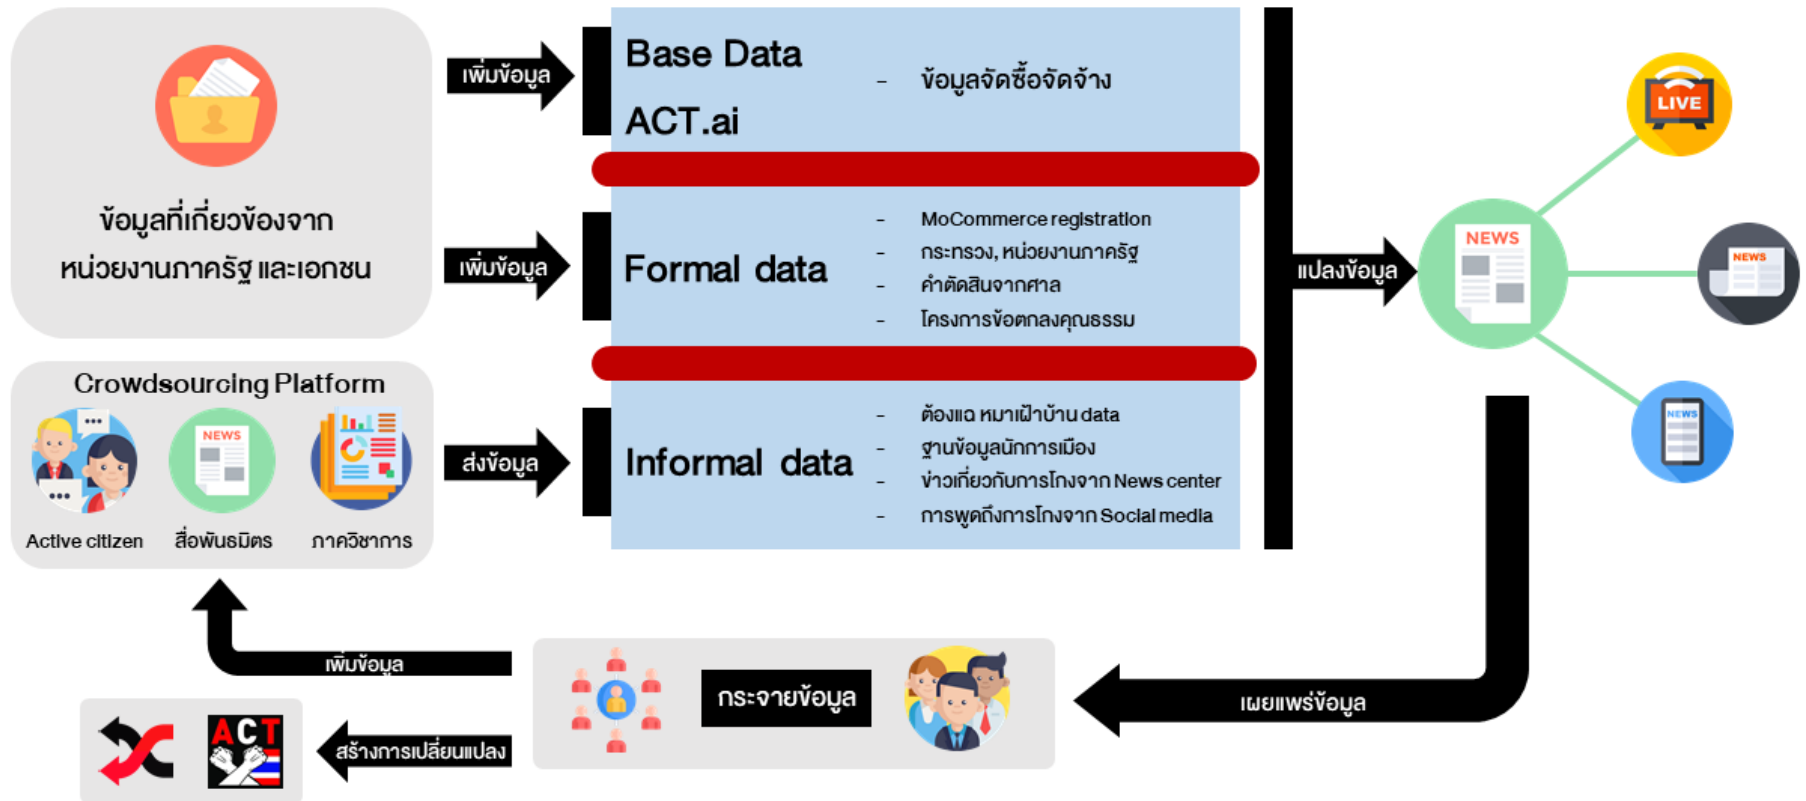 ข้อมูลที่เกี่ยวข้องจาก
หน่วยงานภาครัฐ และเอกชน
เพิ่มข้อมูล
Base Data
ACT.ai
- ข้อมูลจัดซื้อจัดจ้าง
เพิ่มข้อมูล
Formal data
- MoCommerce registration
- กระทรวง, หน่วยงานภาครัฐ
- คำตัดสินจากศาล
- โครงการข้อตกลงคุณธรรม
Crowdsourcing Platform
NEWS
Active citizen
สื่อพันธมิตร
ภาควิชาการ
ส่งข้อมูล
Informal data
- ต้องแฉ หมาเฝ้าบ้าน data
- ฐานข้อมูลนักการเมือง
- ข่าวเกี่ยวกับการโกงจาก News center
- การพูดถึงการโกงจาก Social media
แปลงข้อมูล
NEWS
LIVE
NEWS
NEWS
เผยแพร่ข้อมูล
กระจายข้อมูล
เพิ่มข้อมูล
สร้างการเปลี่ยนแปลง
ACT